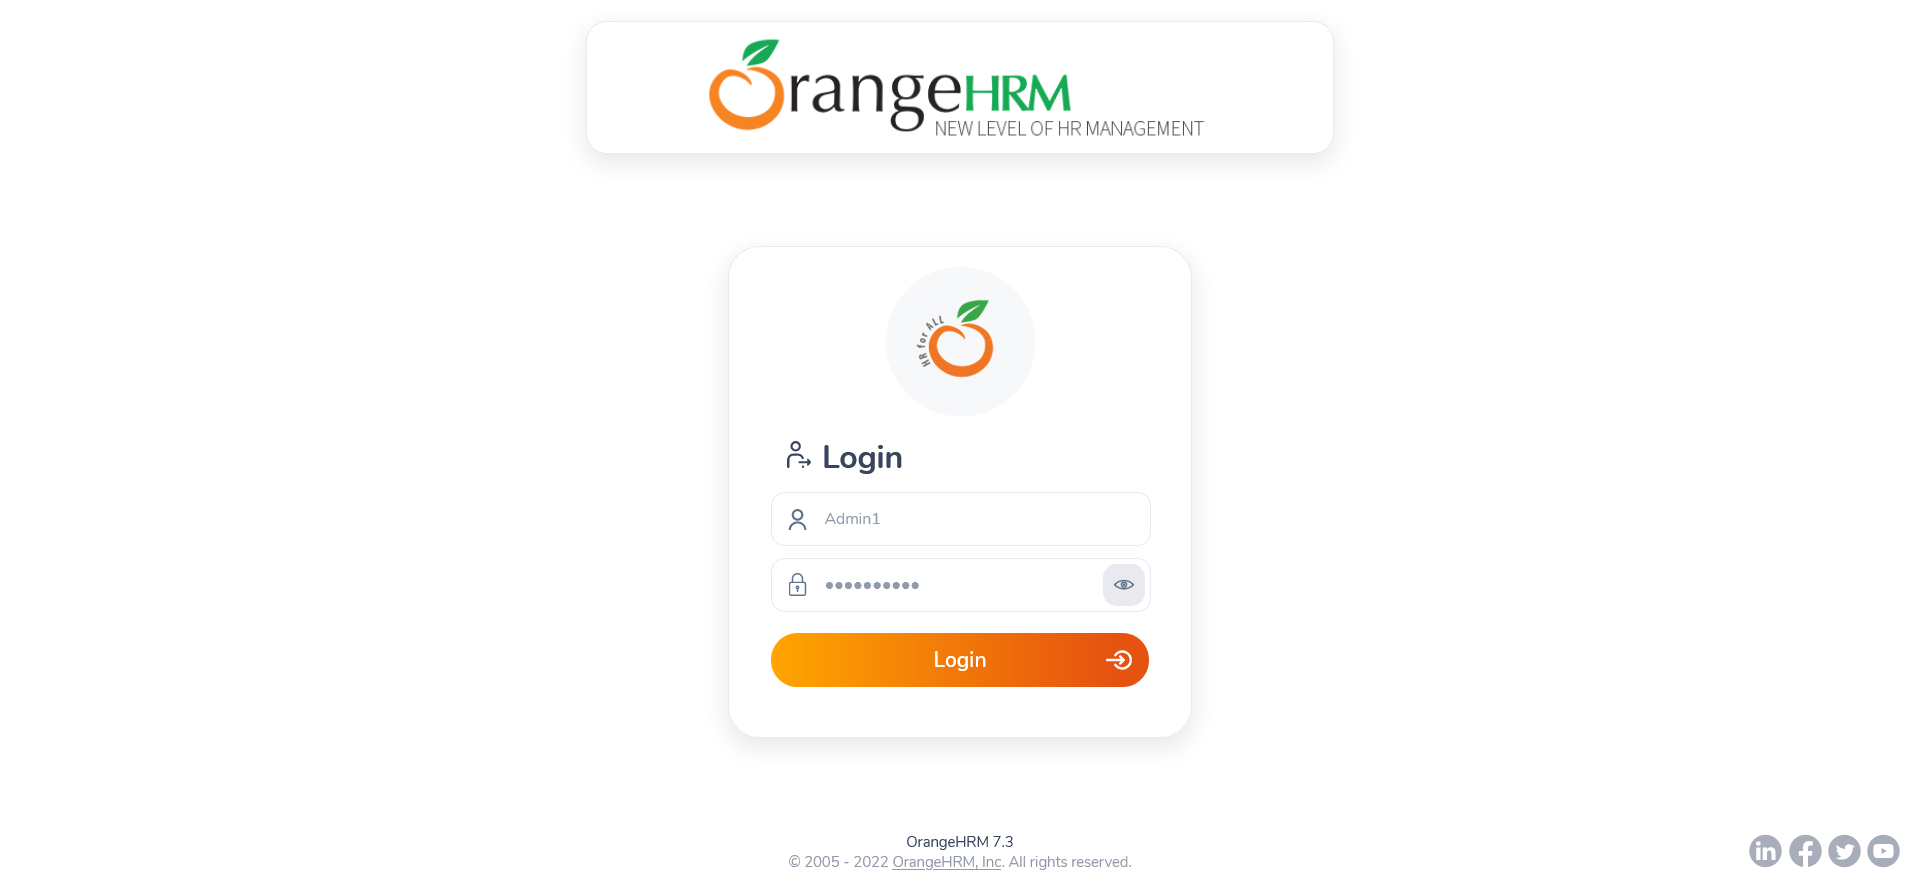 OrangeHRM
NEW LEVEL OF HR MANAGEMENT
HR for ALL
Login
Admin1
Login
OrangeHRM 7.3
© 2005 - 2022 OrangeHRM, Inc. All rights reserved.